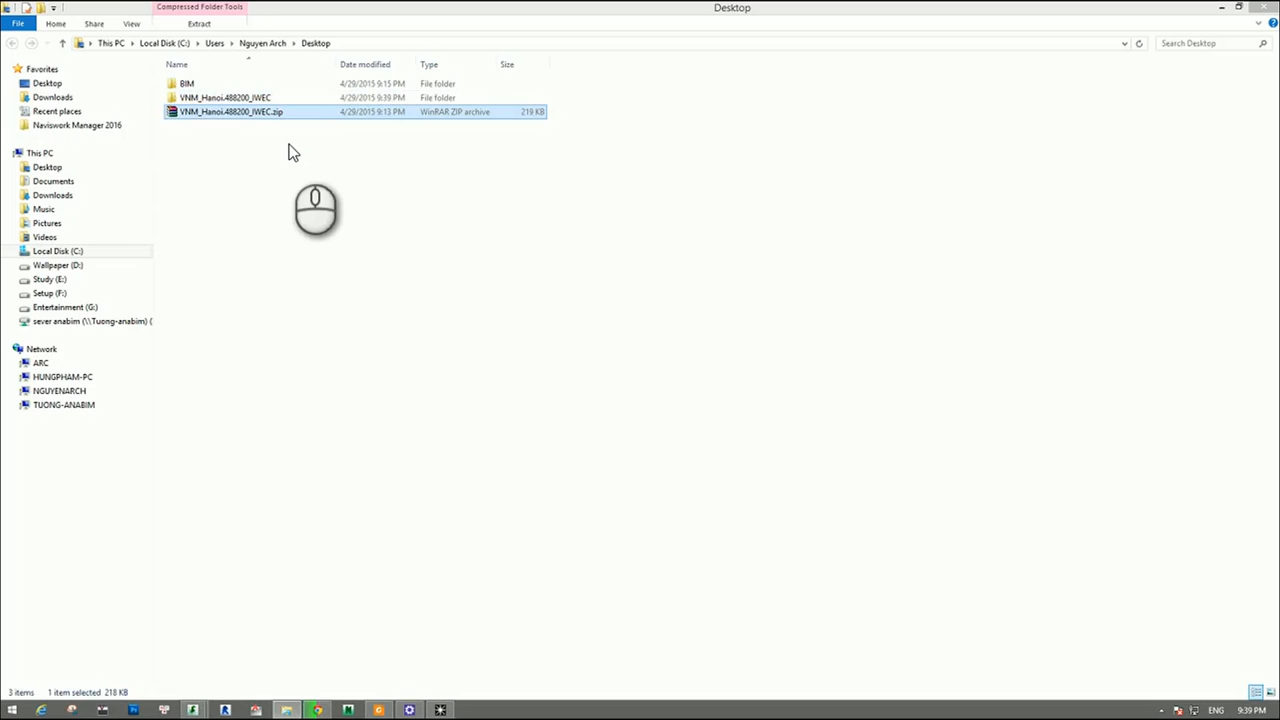 Compressed Folder Tools
Desktop
File Home Share View Extract
This PC Local Disk (C:) Users Nguyen Arch Desktop
Search Desktop
Name Date modified Type Size
BIM 4/29/2015 9:15 PM File folder
VNM_Hanoi.488200_IWEC 4/29/2015 9:39 PM File folder
VNM_Hanoi.488200_IWEC.zip 4/29/2015 9:13 PM WinRAR ZIP archive 219 KB
Favorites
Desktop
Downloads
Recent places
Naviswork Manager 2016
This PC
Desktop
Documents
Downloads
Music
Pictures
Videos
Local Disk (C:)
Wallpaper (D:)
Study (E:)
Setup (F:)
Entertainment (G:)
sever anabim (\\Tuong-anabim) (
Network
ARC
HUNGPHAM-PC
NGUYENARCH
TUONG-ANABIM
3 items 1 item selected 218 KB
ENG 9:39 PM